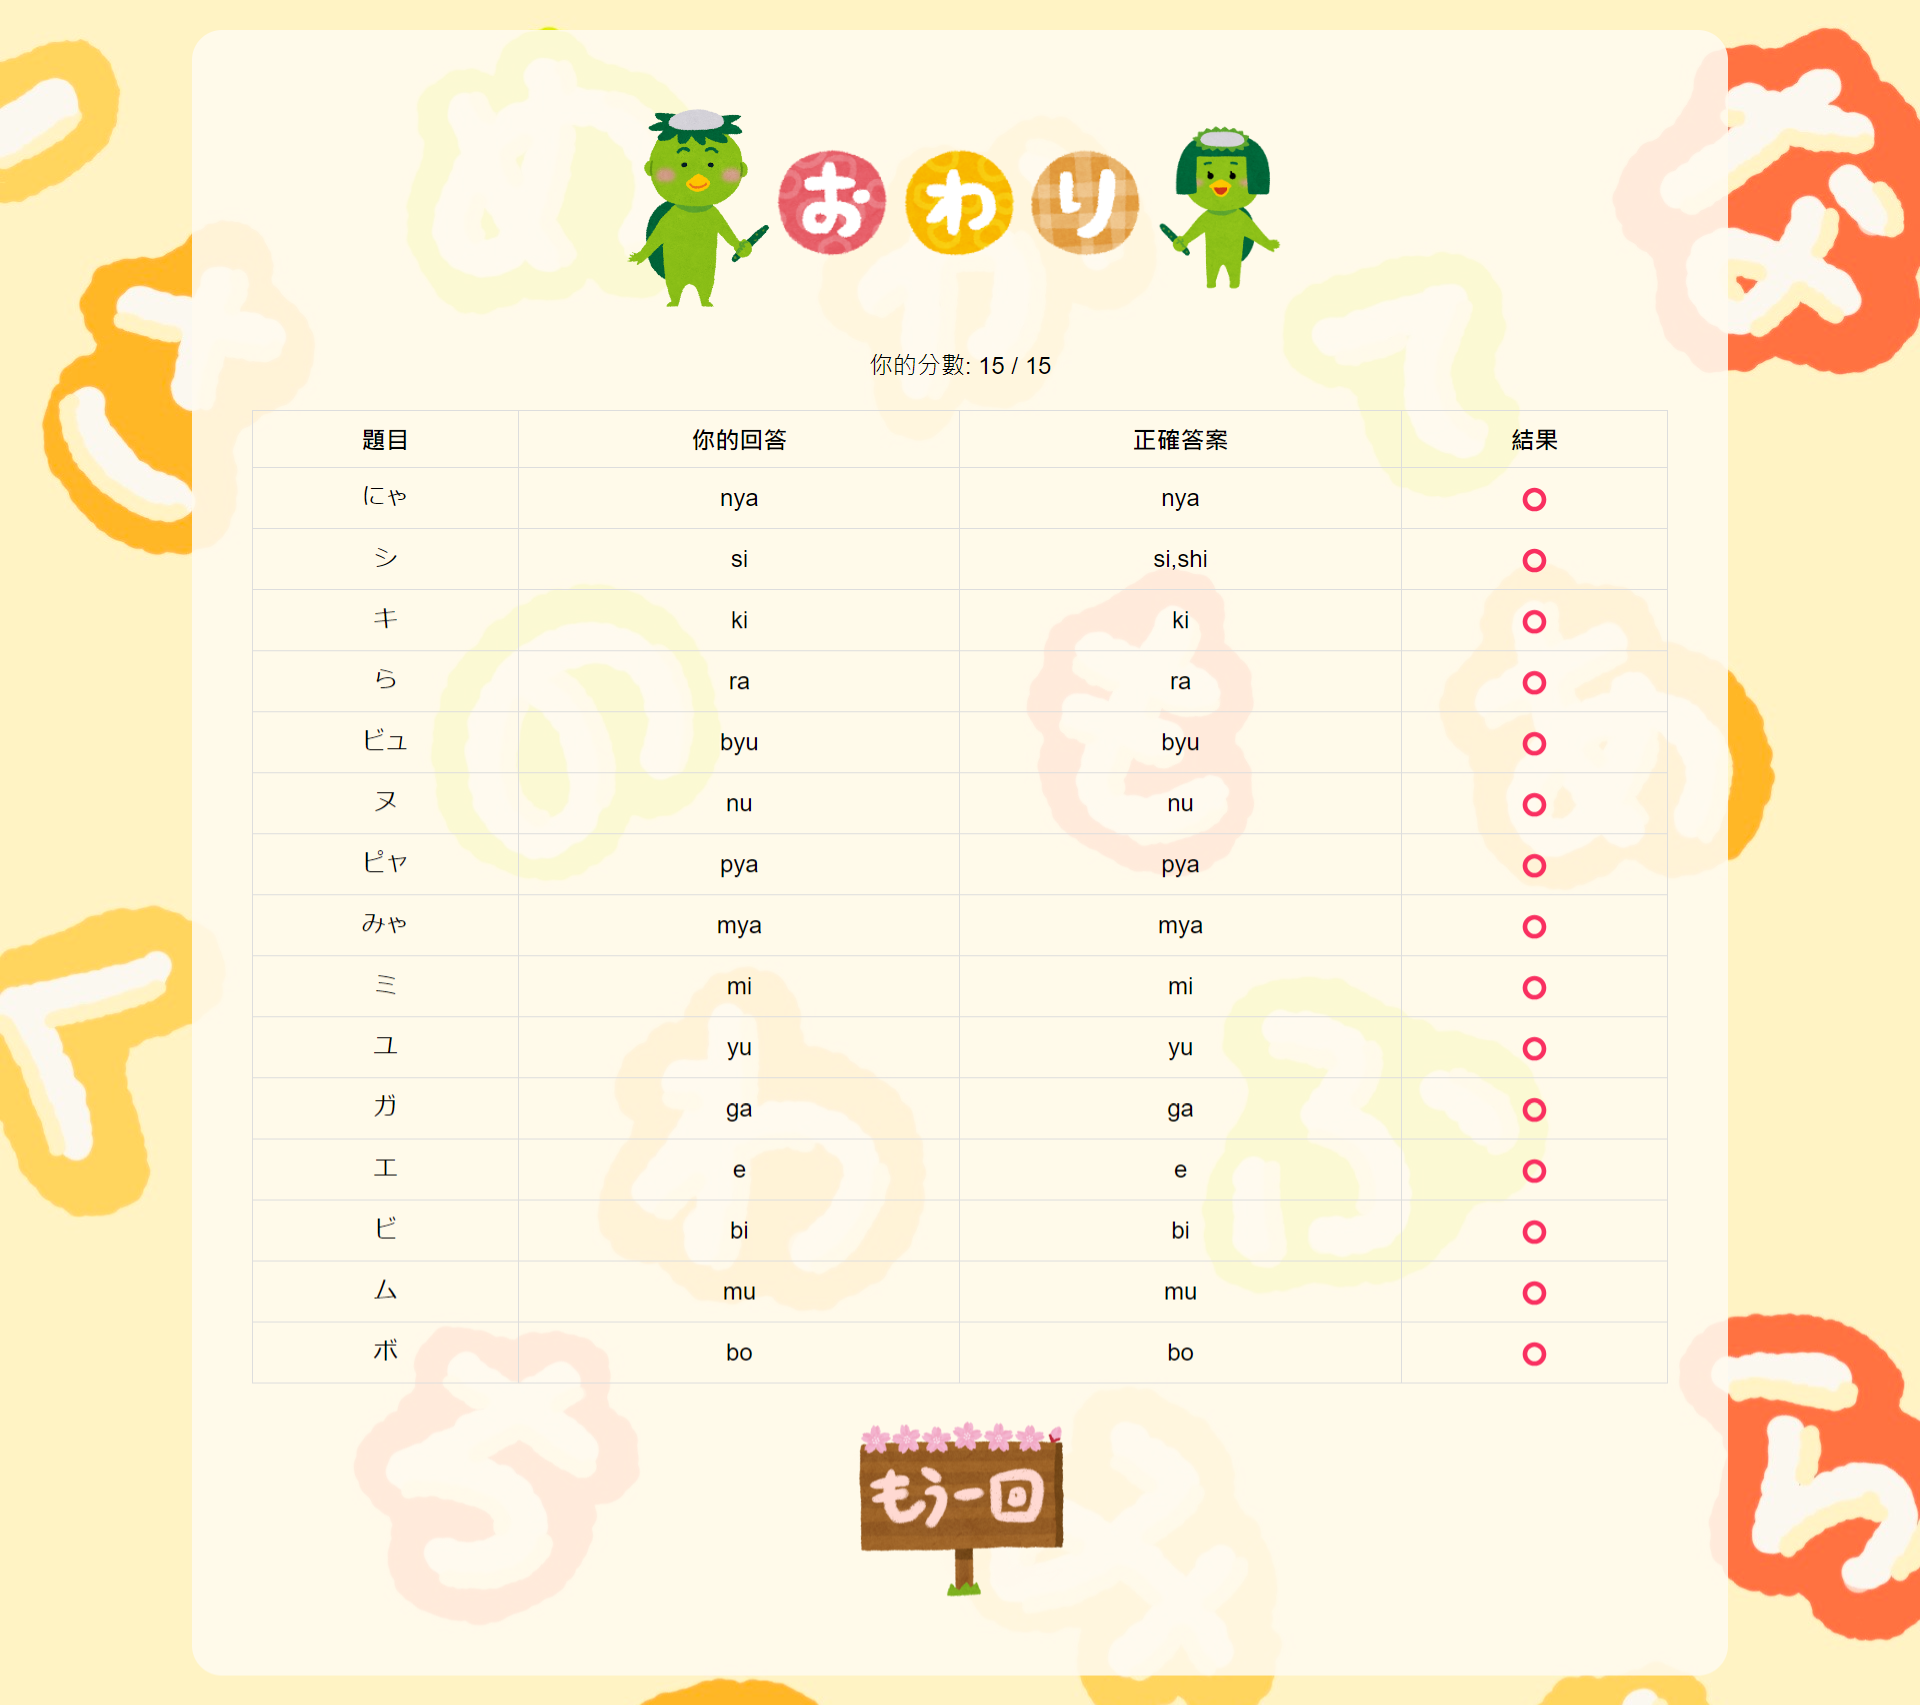 おわり
你的分數: 15 / 15
題目 你的回答 正確答案 結果
にゃ nya nya
シ si si,shi
キ ki ki
ら ra ra
ビュ byu byu
ヌ nu nu
ピャ pya pya
みゃ mya mya
ミ mi mi
ユ yu yu
ガ ga ga
エ e e
ビ bi bi
ム mu mu
ボ bo bo
もう一回